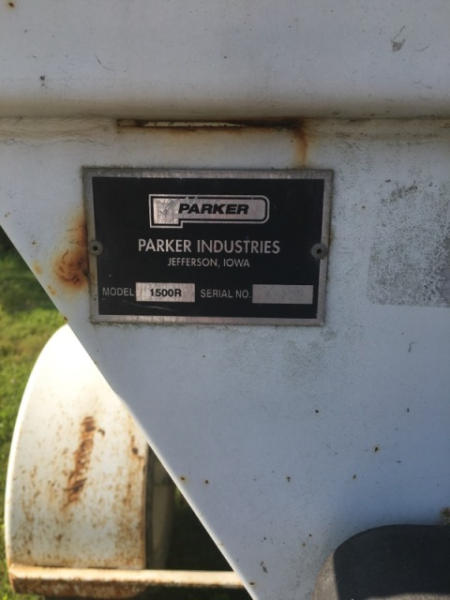 PARKER
PARKER INDUSTRIES
JEFFERSON, IOWA
MODEL 1500R SERIAL NO.